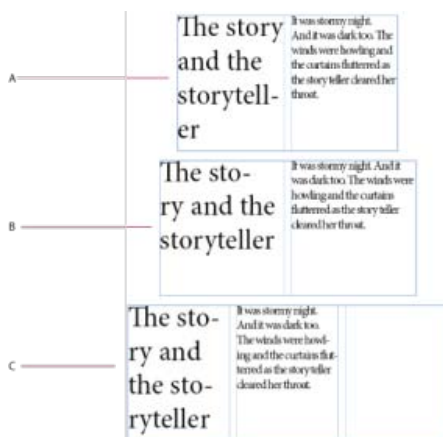 A
The story
and the
storytell-
er
It was stormy night.
And it was dark too. The
winds were howling and
the curtains flutterred as
the story teller cleared her
throat.
B
The sto-
ry and the
storyteller
It was stormy night. And it
was dark too. The winds were
howling and the curtains
flutterred as the story teller
cleared her throat.
C
The sto-
ry and
the sto-
ryteller
It was stormy night.
And it was dark too.
The winds were howl-
ing and the curtains flut-
terred as the story teller
cleared her throat.